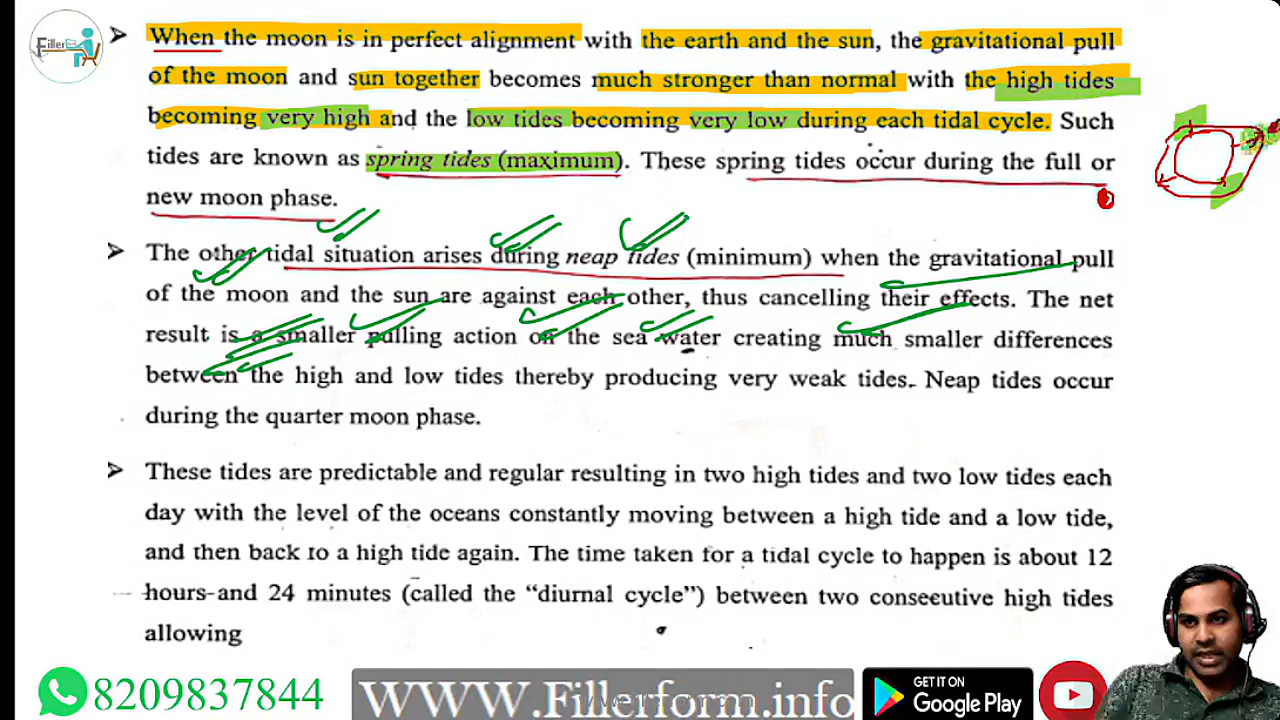 Filler
When the moon is in perfect alignment with the earth and the sun, the gravitational pull
of the moon and sun together becomes much stronger than normal with the high tides
becoming very high and the low tides becoming very low during each tidal cycle. Such
tides are known as spring tides (maximum). These spring tides occur during the full or
new moon phase.
The other tidal situation arises during neap tides (minimum) when the gravitational pull
of the moon and the sun are against each other, thus cancelling their effects. The net
result is a smaller pulling action on the sea water creating much smaller differences
between the high and low tides thereby producing very weak tides. Neap tides occur
during the quarter moon phase.
These tides are predictable and regular resulting in two high tides and two low tides each
day with the level of the oceans constantly moving between a high tide and a low tide,
and then back to a high tide again. The time taken for a tidal cycle to happen is about 12
hours and 24 minutes (called the “diurnal cycle”) between two consecutive high tides
allowing
8209837844
WWW.Fillerform.info
GET IT ON
Google Play